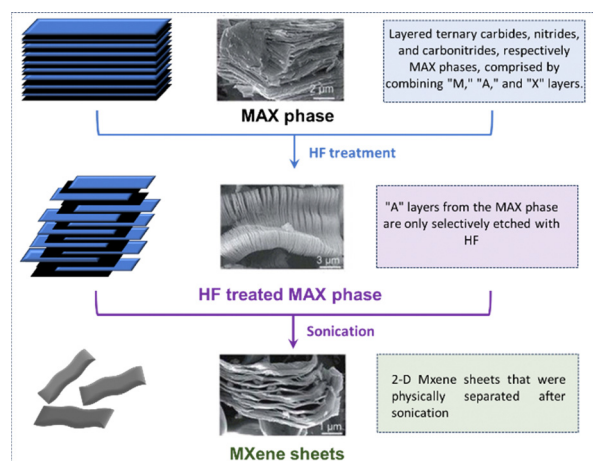 Layered ternary carbides, nitrides,
and carbonitrides, respectively
MAX phases, comprised by
combining "M," "A," and "X" layers.
2 μm
MAX phase
HF treatment
"A" layers from the MAX phase
are only selectively etched with
HF
3 μm
HF treated MAX phase
Sonication
2-D Mxene sheets that were
physically separated after
sonication
1μm
MXene sheets